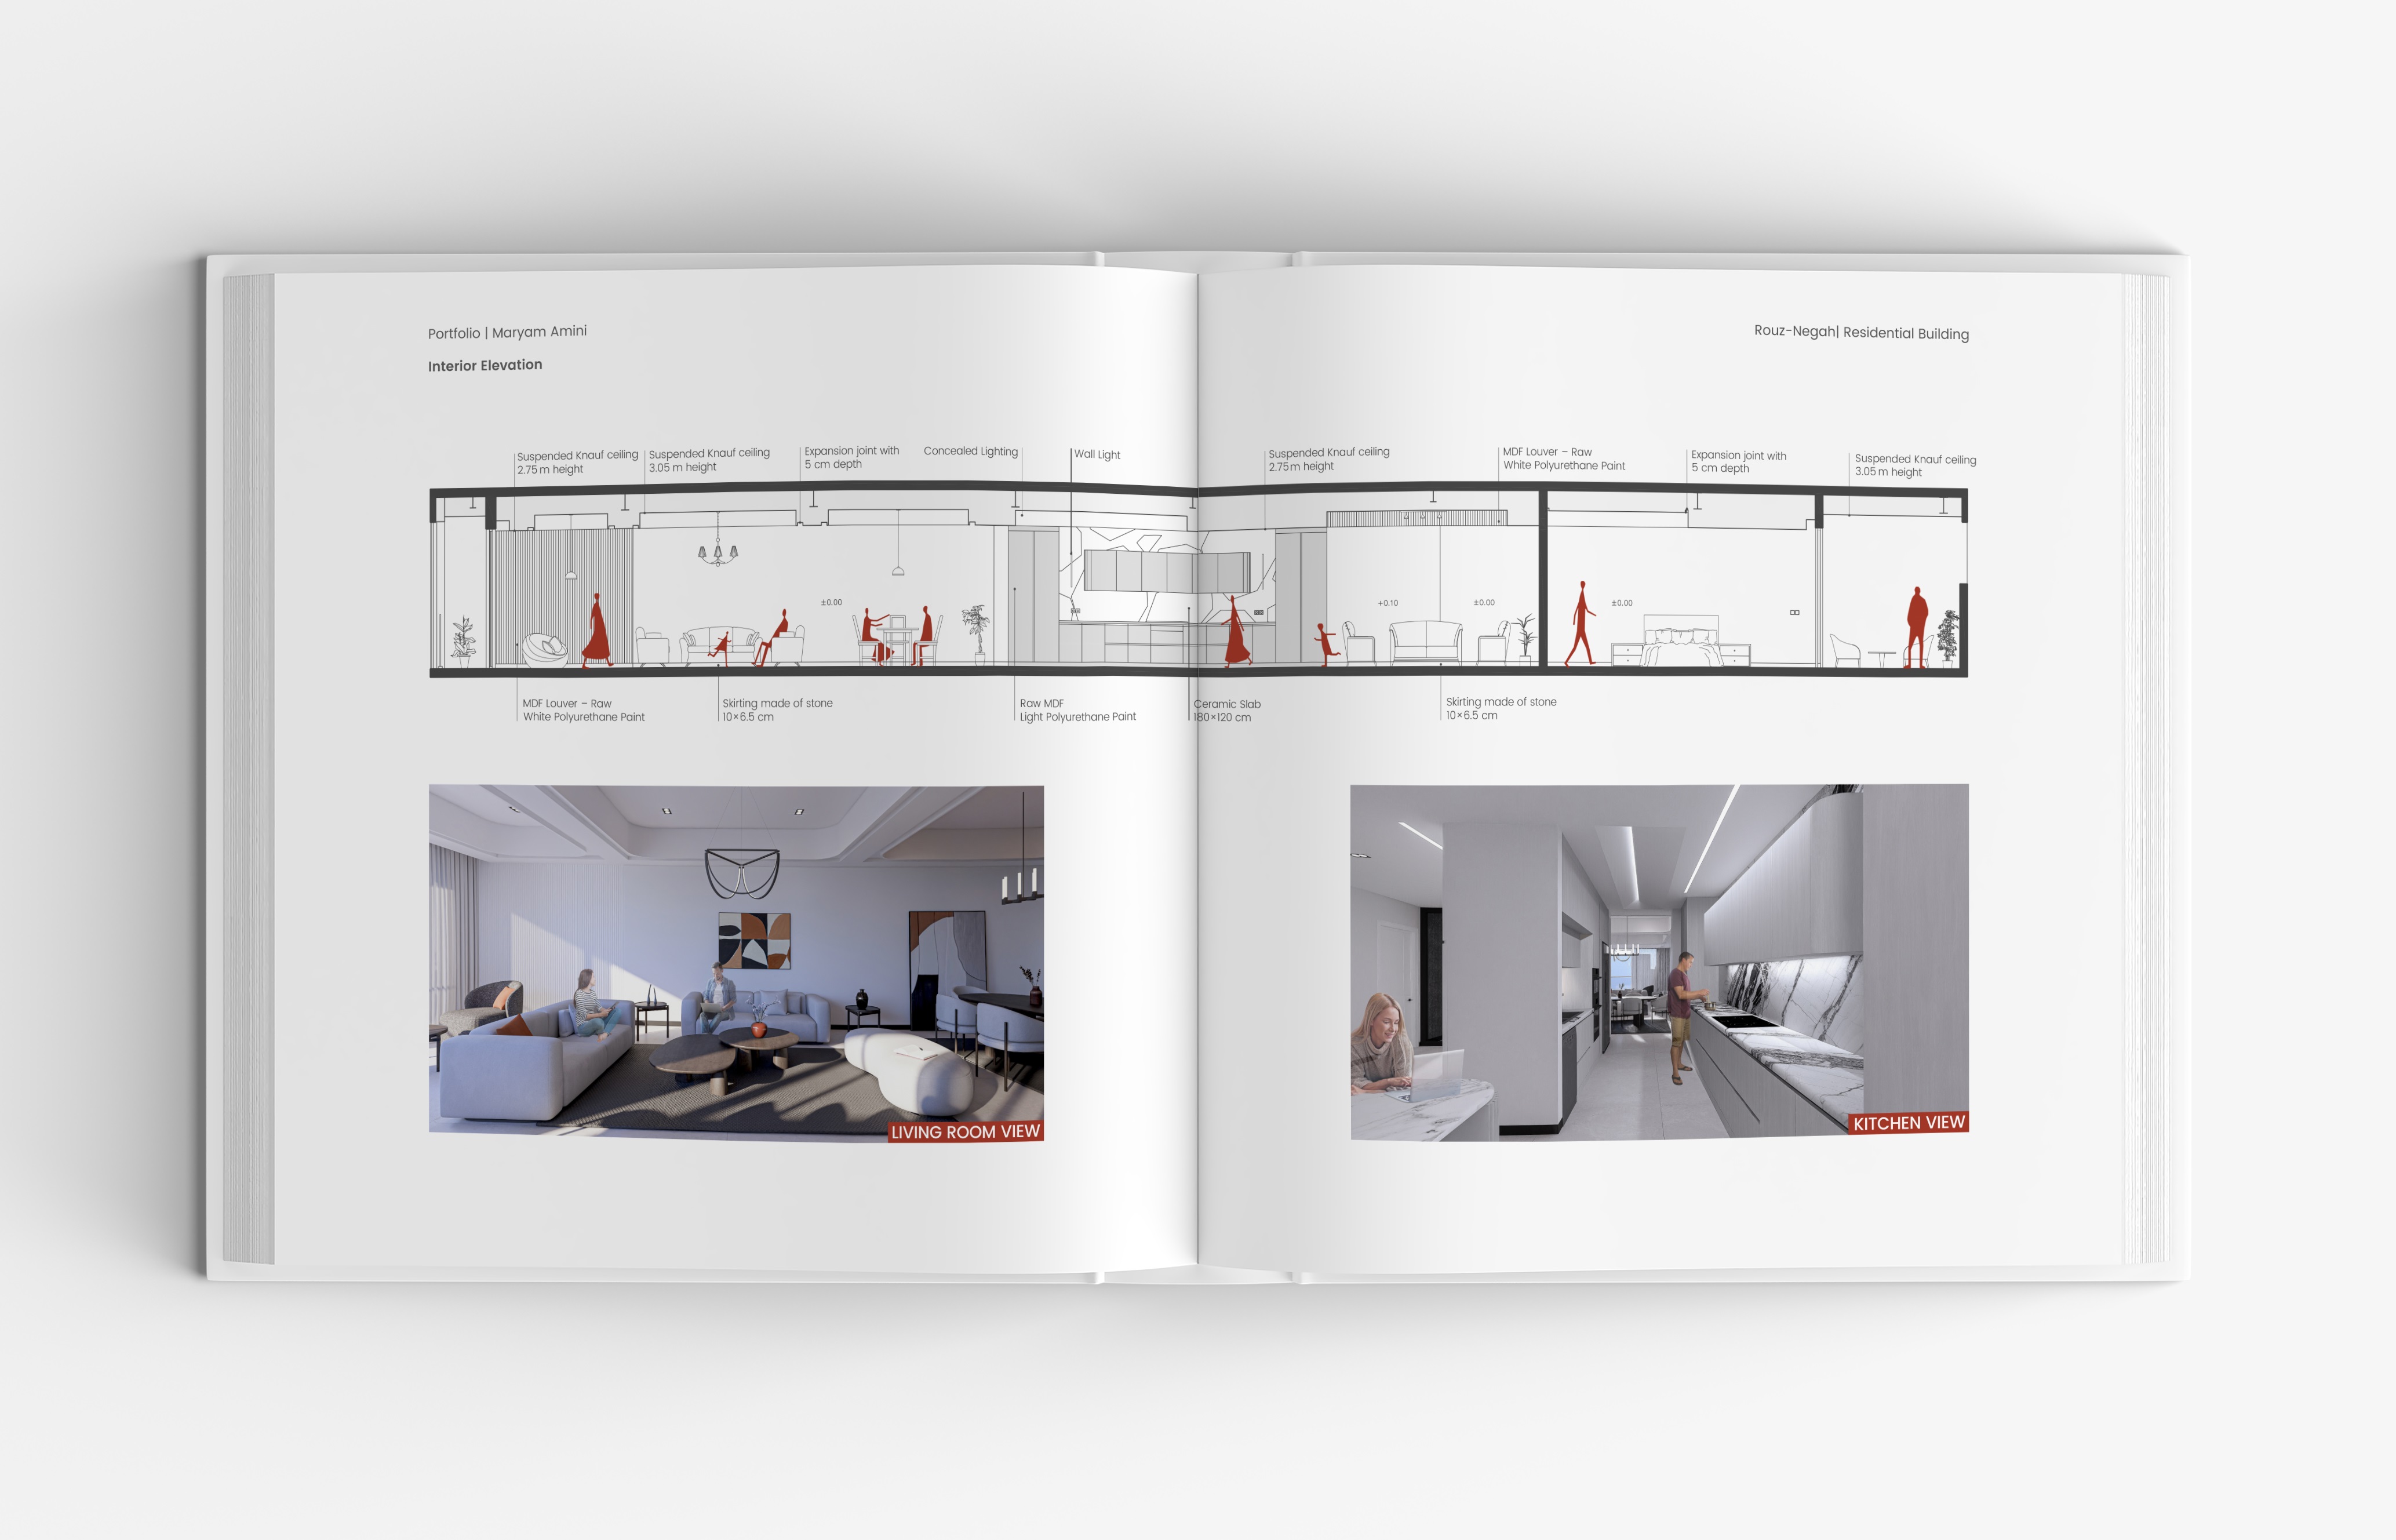 Portfolio | Maryam Amini
Rouz-Negah| Residential Building
Interior Elevation
Suspended Knauf ceiling
2.75 m height
Suspended Knauf ceiling
3.05 m height
Expansion joint with
5 cm depth
Concealed Lighting
Wall Light
Suspended Knauf ceiling
2.75 m height
MDF Louver – Raw
White Polyurethane Paint
Expansion joint with
5 cm depth
Suspended Knauf ceiling
3.05 m height
±0.00
+0.10
±0.00
±0.00
MDF Louver – Raw
White Polyurethane Paint
Skirting made of stone
10×6.5 cm
Raw MDF
Light Polyurethane Paint
Ceramic Slab
180×120 cm
Skirting made of stone
10×6.5 cm
LIVING ROOM VIEW
KITCHEN VIEW